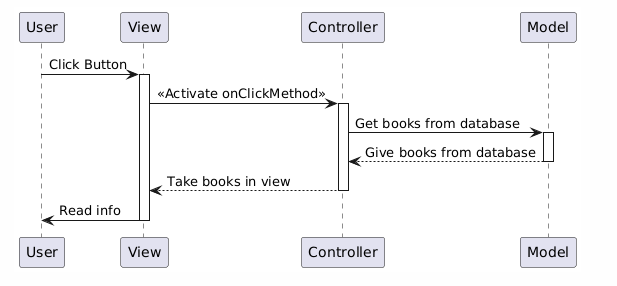 User View Controller Model
Click Button
«Activate onClickMethod»
Get books from database
Give books from database
Take books in view
Read info
User View Controller Model